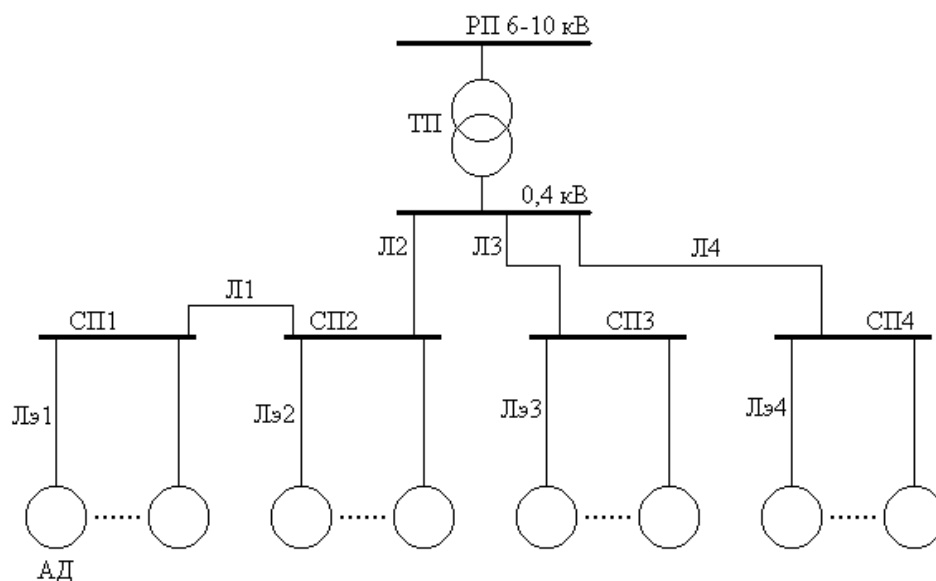 РП 6-10 кВ
ТП
0,4 кВ
Л2
Л3
Л4
Л1
СП1
СП2
СП3
СП4
Лэ1
Лэ2
Лэ3
Лэ4
АД